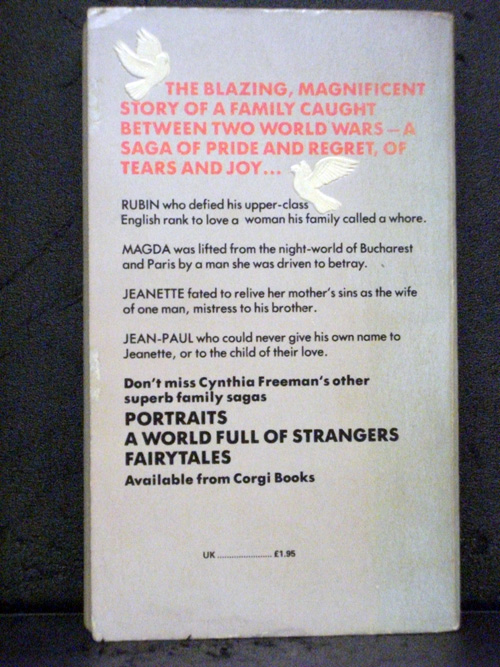 THE BLAZING, MAGNIFICENT
STORY OF A FAMILY CAUGHT
BETWEEN TWO WORLD WARS — A
SAGA OF PRIDE AND REGRET, OF
TEARS AND JOY...
RUBIN who defied his upper-class
English rank to love a woman his family called a whore.
MAGDA was lifted from the night-world of Bucharest
and Paris by a man she was driven to betray.
JEANETTE fated to relive her mother's sins as the wife
of one man, mistress to his brother.
JEAN-PAUL who could never give his own name to
Jeanette, or to the child of their love.
Don't miss Cynthia Freeman's other
superb family sagas
PORTRAITS
A WORLD FULL OF STRANGERS
FAIRYTALES
Available from Corgi Books
UK ........................ £1.95